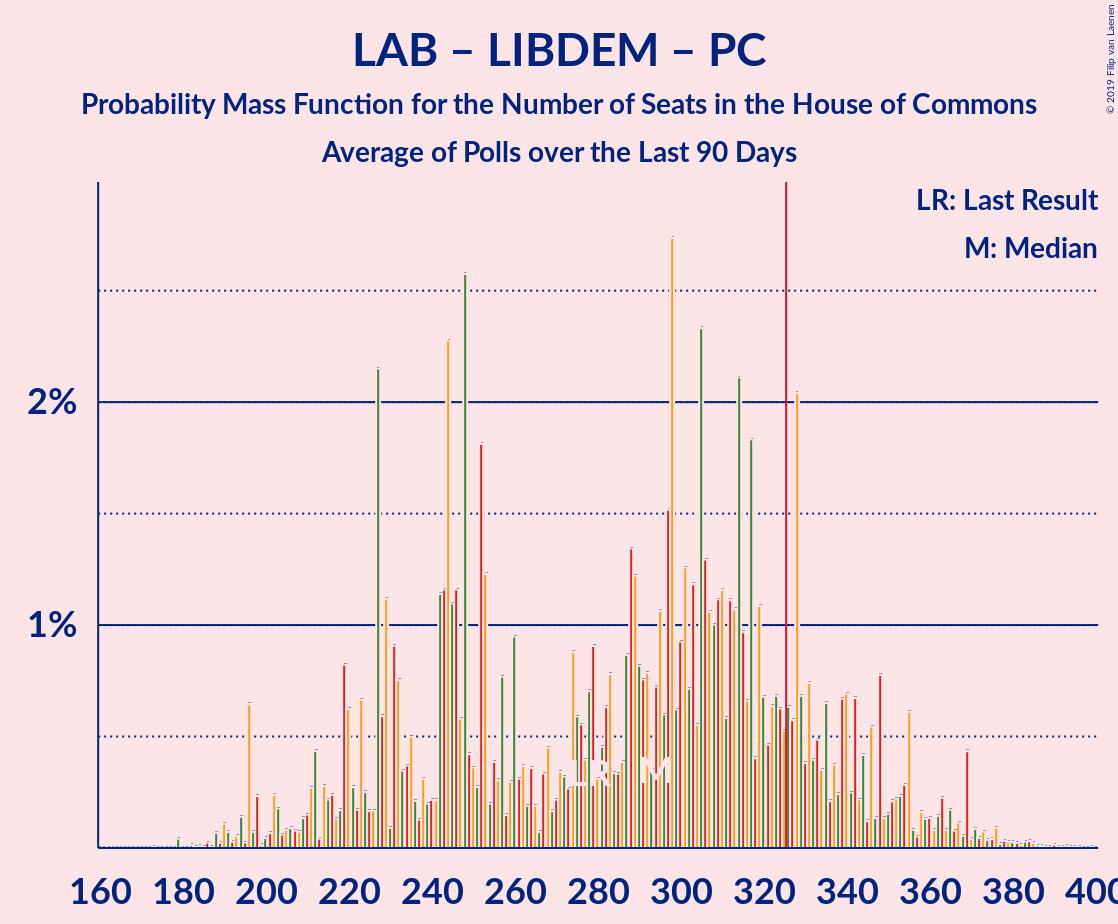 LAB – LIBDEM – PC
Probability Mass Function for the Number of Seats in the House of Commons
Average of Polls over the Last 90 Days
© 2019 Filip van Laenen
LR: Last Result
M: Median
2%
1%
LR
M
160 180 200 220 240 260 280 300 320 340 360 380 400